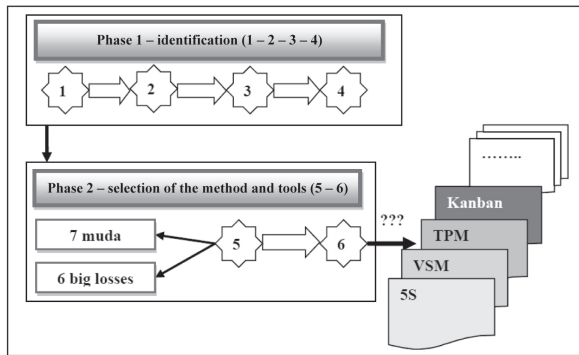 Phase 1 – identification (1 – 2 – 3 – 4)
1
2
3
4
Phase 2 – selection of the method and tools (5 – 6)
7 muda
6 big losses
5
6
???
........
Kanban
TPM
VSM
5S